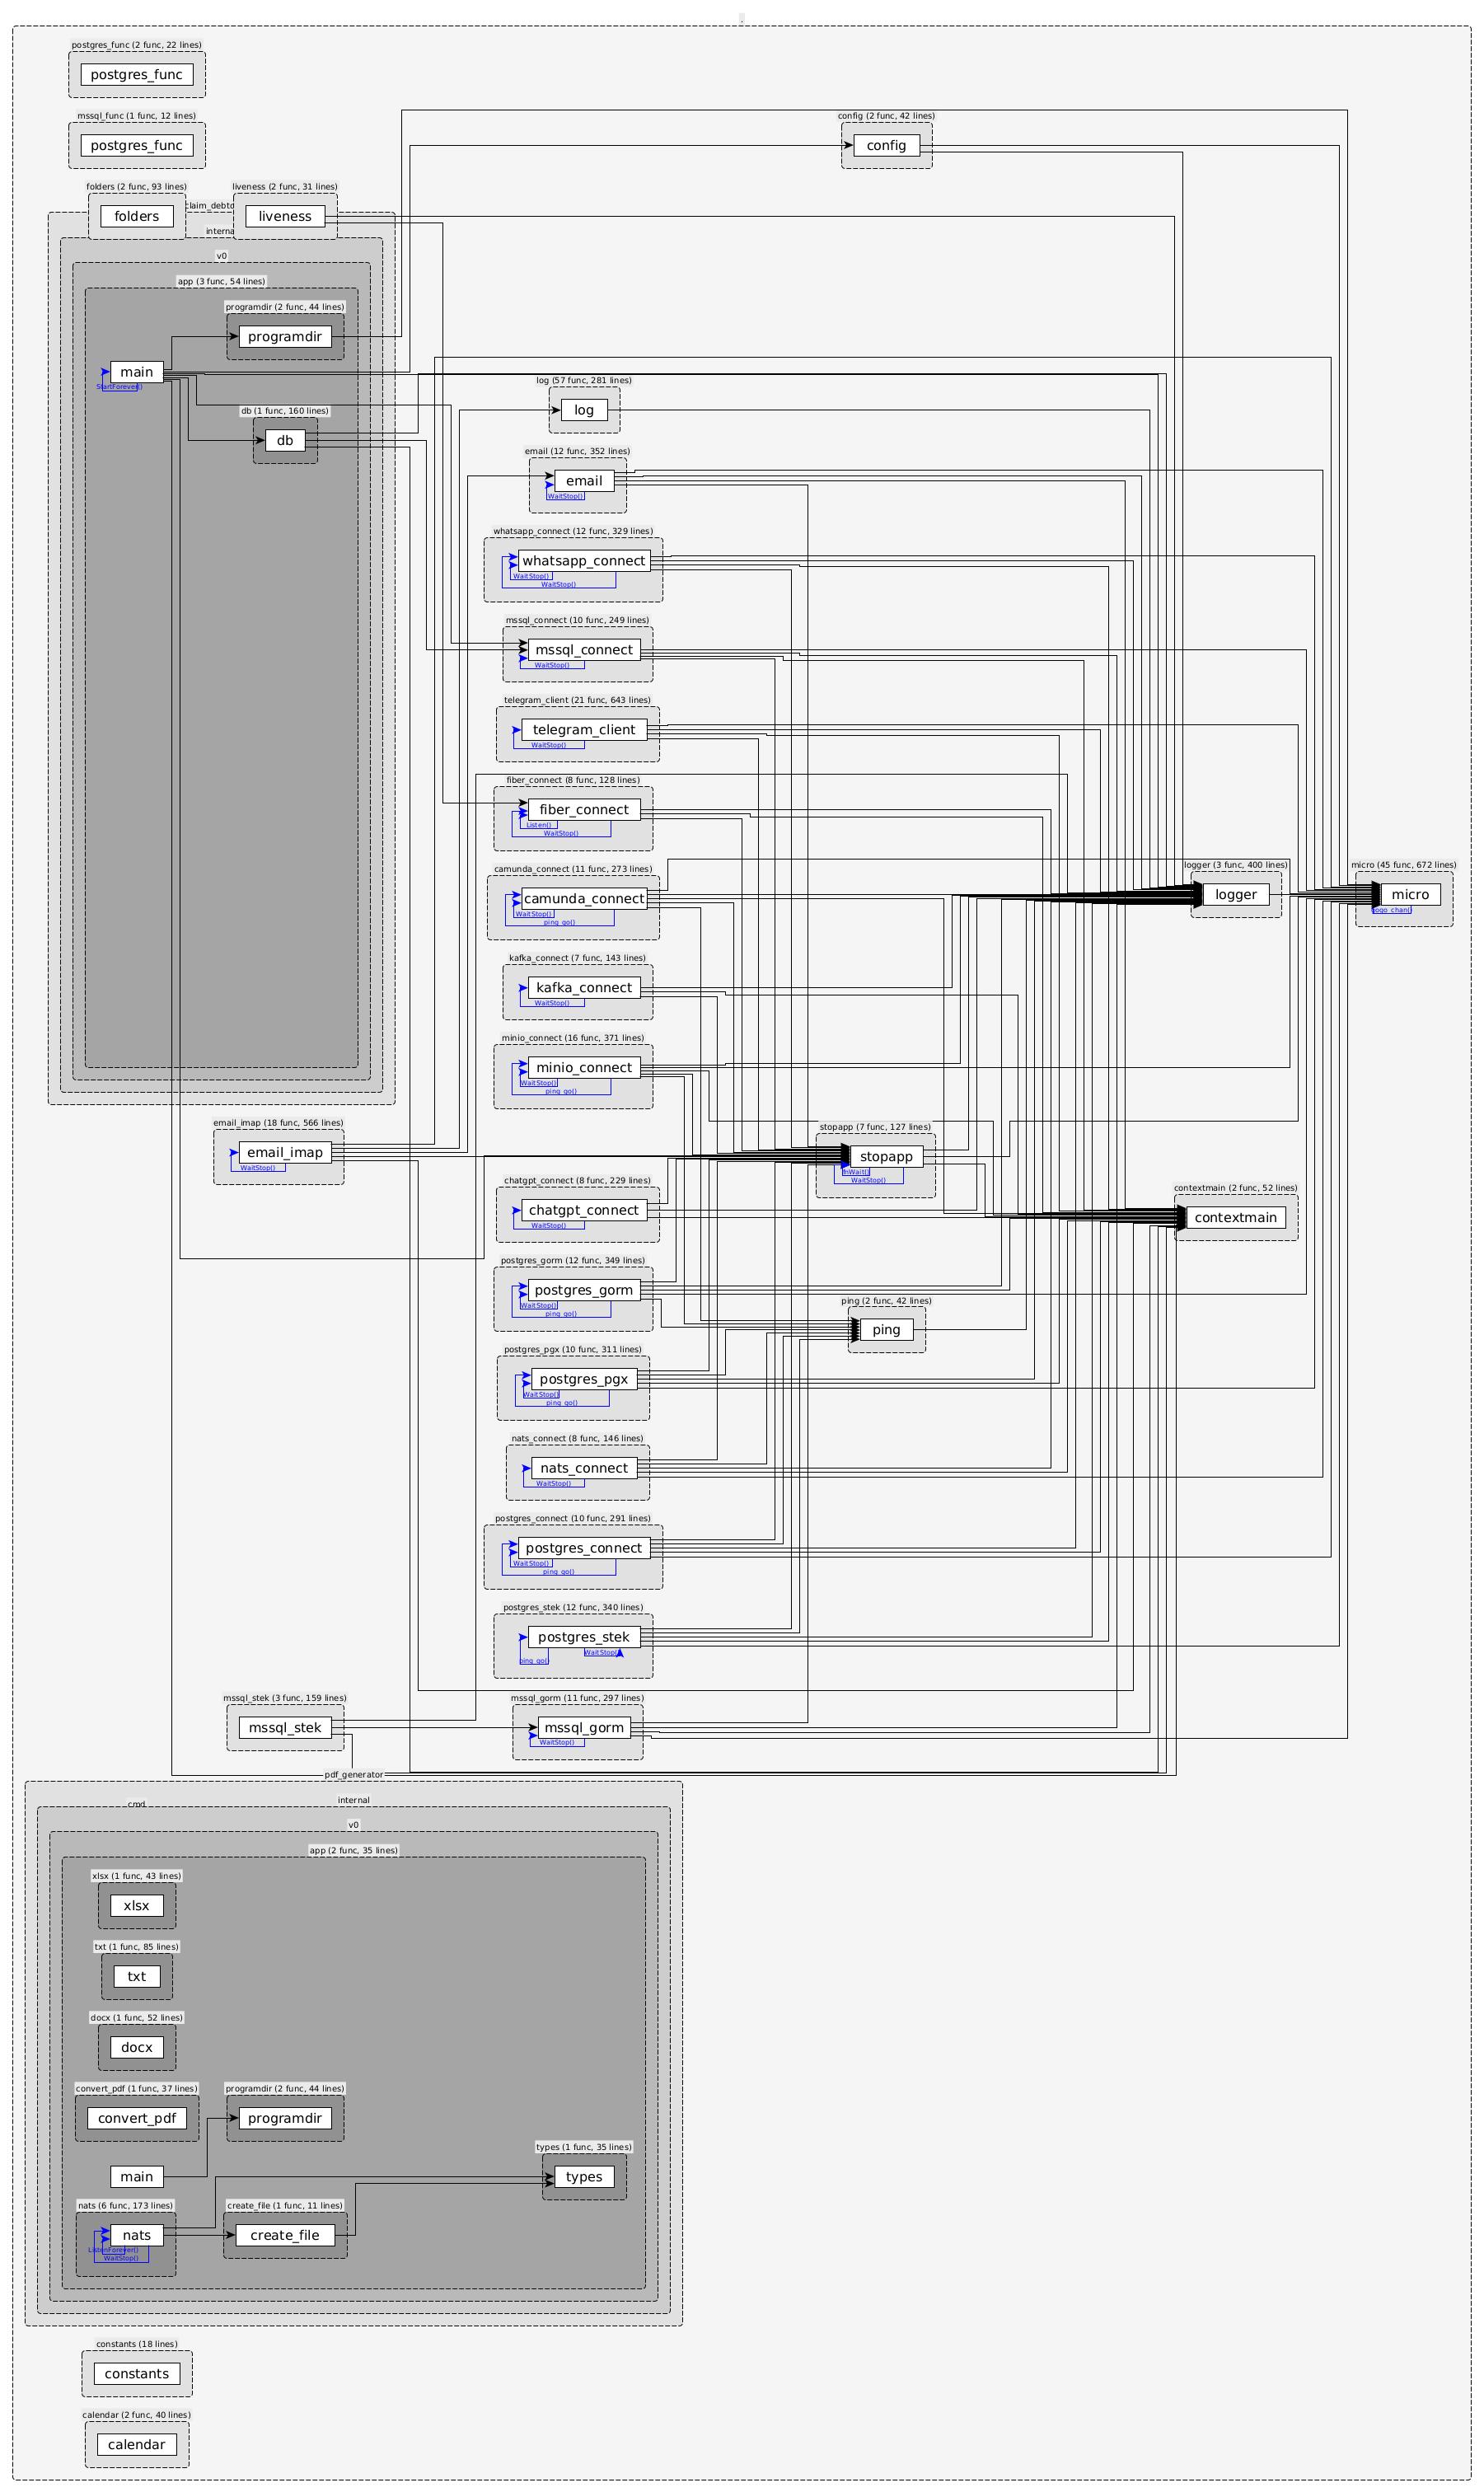 .
postgres_func (2 func, 22 lines)
postgres_func
mssql_func (1 func, 12 lines)
postgres_func
config (2 func, 42 lines)
config
folders (2 func, 93 lines)
folders
liveness (2 func, 31 lines)
liveness
v0
app (3 func, 54 lines)
programdir (2 func, 44 lines)
programdir
main
StartForever()
db (1 func, 160 lines)
db
log (57 func, 281 lines)
log
email (12 func, 352 lines)
email
WaitStop()
whatsapp_connect (12 func, 329 lines)
whatsapp_connect
WaitStop()
WaitStop()
mssql_connect (10 func, 249 lines)
mssql_connect
WaitStop()
telegram_client (21 func, 643 lines)
telegram_client
WaitStop()
fiber_connect (8 func, 128 lines)
fiber_connect
Listen()
WaitStop()
camunda_connect (11 func, 273 lines)
camunda_connect
WaitStop()
ping_go()
logger (3 func, 400 lines)
logger
micro (45 func, 672 lines)
micro
gogo_chan()
kafka_connect (7 func, 143 lines)
kafka_connect
WaitStop()
minio_connect (16 func, 371 lines)
minio_connect
WaitStop()
ping_go()
email_imap (18 func, 566 lines)
email_imap
WaitStop()
stopapp (7 func, 127 lines)
stopapp
WaitStop()
chatgpt_connect (8 func, 229 lines)
chatgpt_connect
WaitStop()
contextmain (2 func, 52 lines)
contextmain
postgres_gorm (12 func, 349 lines)
postgres_gorm
WaitStop()
ping_go()
ping (2 func, 42 lines)
ping
postgres_pgx (10 func, 311 lines)
postgres_pgx
WaitStop()
ping_go()
nats_connect (8 func, 146 lines)
nats_connect
WaitStop()
postgres_connect (10 func, 291 lines)
postgres_connect
WaitStop()
ping_go()
postgres_stek (12 func, 340 lines)
postgres_stek
WaitStop()
ping_go()
mssql_stek (3 func, 159 lines)
mssql_stek
mssql_gorm (11 func, 297 lines)
mssql_gorm
WaitStop()
pdf_generator
internal
cmd
v0
app (2 func, 35 lines)
xlsx (1 func, 43 lines)
xlsx
txt (1 func, 85 lines)
txt
docx (1 func, 52 lines)
docx
convert_pdf (1 func, 37 lines)
convert_pdf
programdir (2 func, 44 lines)
programdir
main
types (1 func, 35 lines)
types
nats (6 func, 173 lines)
nats
ListenForever()
WaitStop()
create_file (1 func, 11 lines)
create_file
constants (18 lines)
constants
calendar (2 func, 40 lines)
calendar